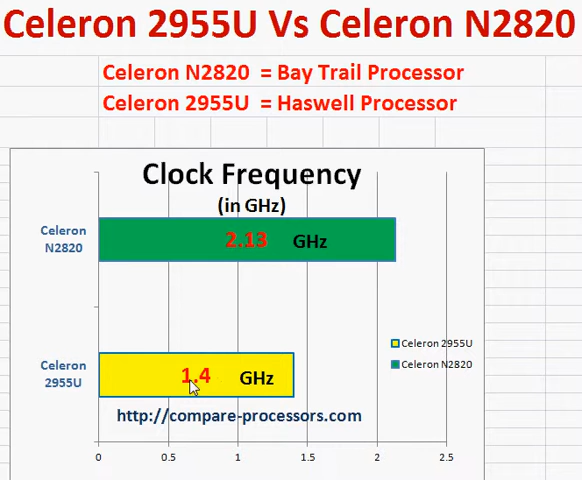 Celeron 2955U Vs Celeron N2820
Celeron N2820 = Bay Trail Processor
Celeron 2955U = Haswell Processor
Clock Frequency
(in GHz)
Celeron
N2820
2.13 GHz
Celeron 2955U
Celeron N2820
Celeron
2955U
1.4 GHz
http://compare-processors.com
0 0.5 1 1.5 2 2.5